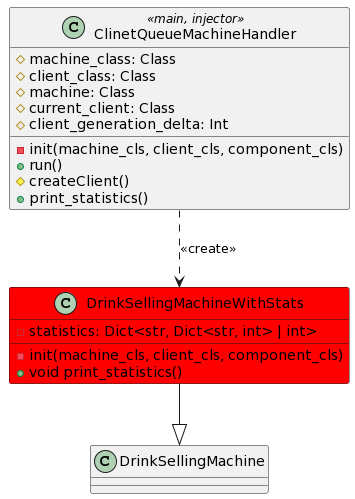 «main, injector»
C ClinetQueueMachineHandler
machine_class: Class
client_class: Class
machine: Class
current_client: Class
client_generation_delta: Int
init(machine_cls, client_cls, component_cls)
run()
createClient()
print_statistics()
«create»
C DrinkSellingMachineWithStats
statistics: Dict<str, Dict<str, int> | int>
init(machine_cls, client_cls, component_cls)
void print_statistics()
C DrinkSellingMachine